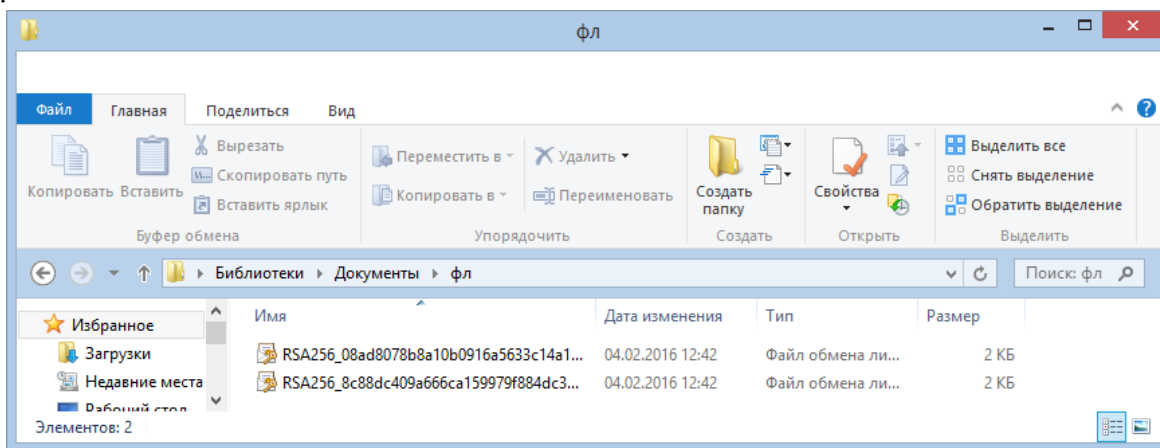 фл
Файл Главная Поделиться Вид
Копировать Вставить Вырезать
Скопировать путь
Вставить ярлык
Буфер обмена
Переместить в Удалить
Копировать в Переименовать
Упорядочить
Создать папку
Создать
Свойства
Открыть
Выделить все
Снять выделение
Обратить выделение
Выделить
Библиотеки Документы фл Поиск: фл
Избранное
Загрузки
Недавние места
Рабочий стол
Имя Дата изменения Тип Размер
RSA256_08ad8078b8a10b0916a5633c14a1... 04.02.2016 12:42 Файл обмена ли... 2 КБ
RSA256_8c88dc409a666ca159979f884dc3... 04.02.2016 12:42 Файл обмена ли... 2 КБ
Элементов: 2